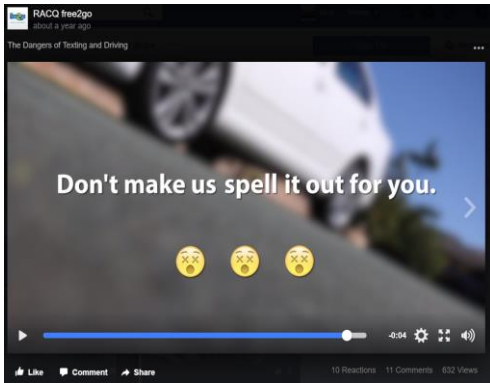 RACQ free2go
about a year ago
The Dangers of Texting and Driving
Don't make us spell it out for you.
-0:04
Like Comment Share
10 Reactions 11 Comments 632 Views